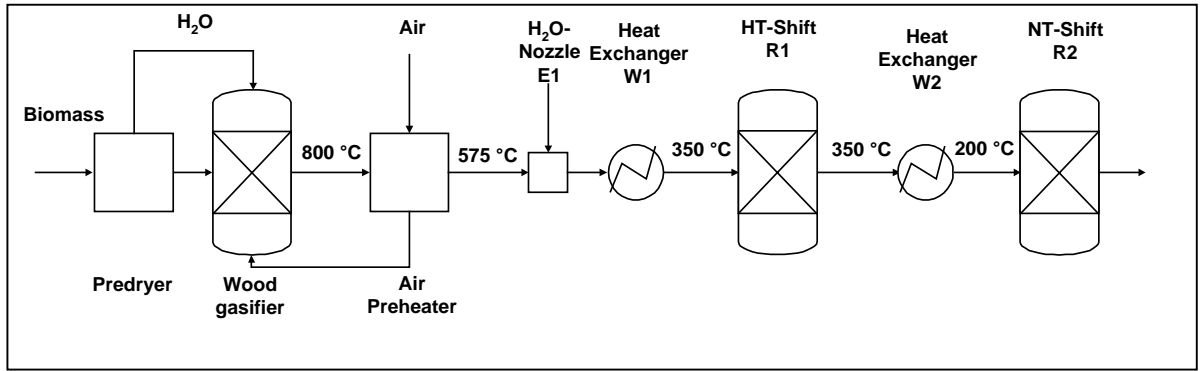 H₂O
Air
H₂O-
Nozzle
E1
Heat
Exchanger
W1
HT-Shift
R1
Heat
Exchanger
W2
NT-Shift
R2
Biomass
800 °C
575 °C
350 °C
350 °C
200 °C
Predryer
Wood
gasifier
Air
Preheater